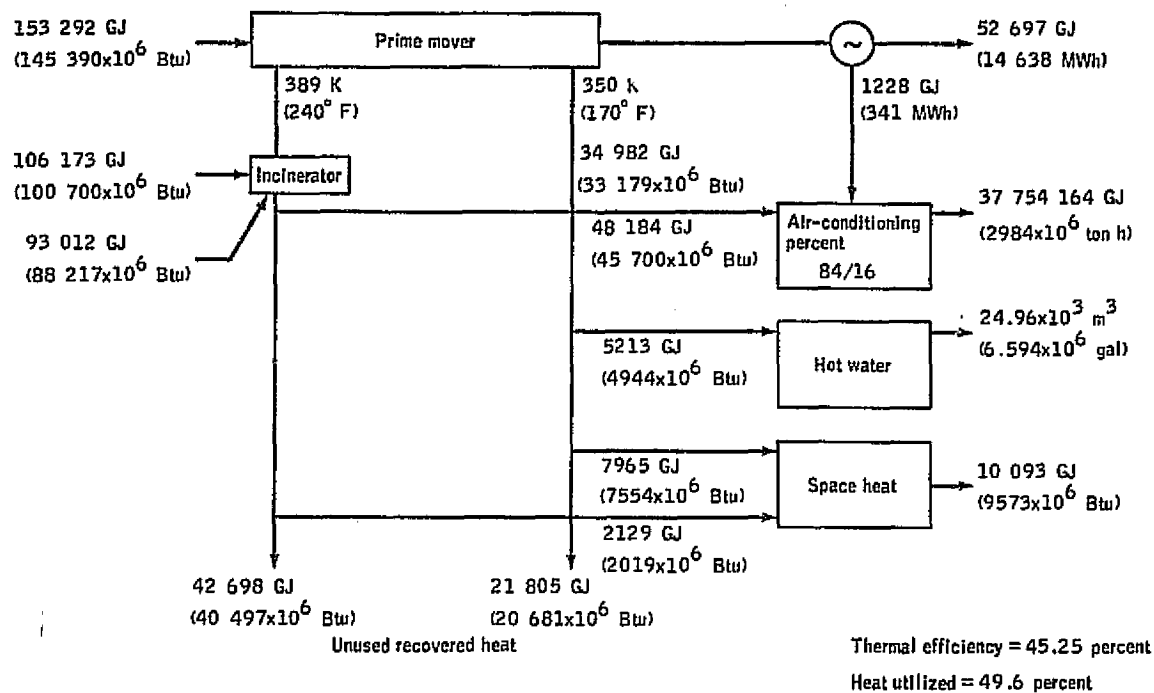 153 292 GJ
(145 390x10⁶ Btu)
Prime mover
~
52 697 GJ
(14 638 MWh)
389 K
(240° F)
350 K
(170° F)
1228 GJ
(341 MWh)
106 173 GJ
(100 700x10⁶ Btu)
Incinerator
34 982 GJ
(33 179x10⁶ Btu)
93 012 GJ
(88 217x10⁶ Btu)
48 184 GJ
(45 700x10⁶ Btu)
Air-conditioning
percent
84/16
37 754 164 GJ
(2984x10⁶ ton h)
5213 GJ
(4944x10⁶ Btu)
Hot water
24.96x10³ m³
(6.594x10⁶ gal)
7965 GJ
(7554x10⁶ Btu)
Space heat
10 093 GJ
(9573x10⁶ Btu)
2129 GJ
(2019x10⁶ Btu)
42 698 GJ
(40 497x10⁶ Btu)
21 805 GJ
(20 681x10⁶ Btu)
Unused recovered heat
Thermal efficiency = 45.25 percent
Heat utilized = 49.6 percent